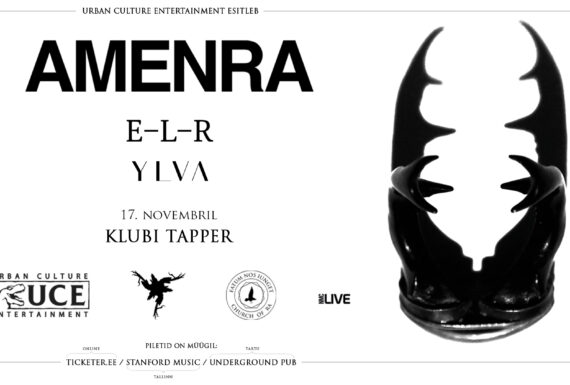 URBAN CULTURE ENTERTAINMENT ESITLEB
AMENRA
E–L–R
YLVA
17. NOVEMBRIL
KLUBI TAPPER
URBAN CULTURE
UCE
ENTERTAINMENT
FATUM NOS IUNGET
CHURCH OF RA
LIVE
PILETID ON MÜÜGIL:
ONLINE
TARTU
TICKETER.EE / STANFORD MUSIC / UNDERGROUND PUB
TALLINN